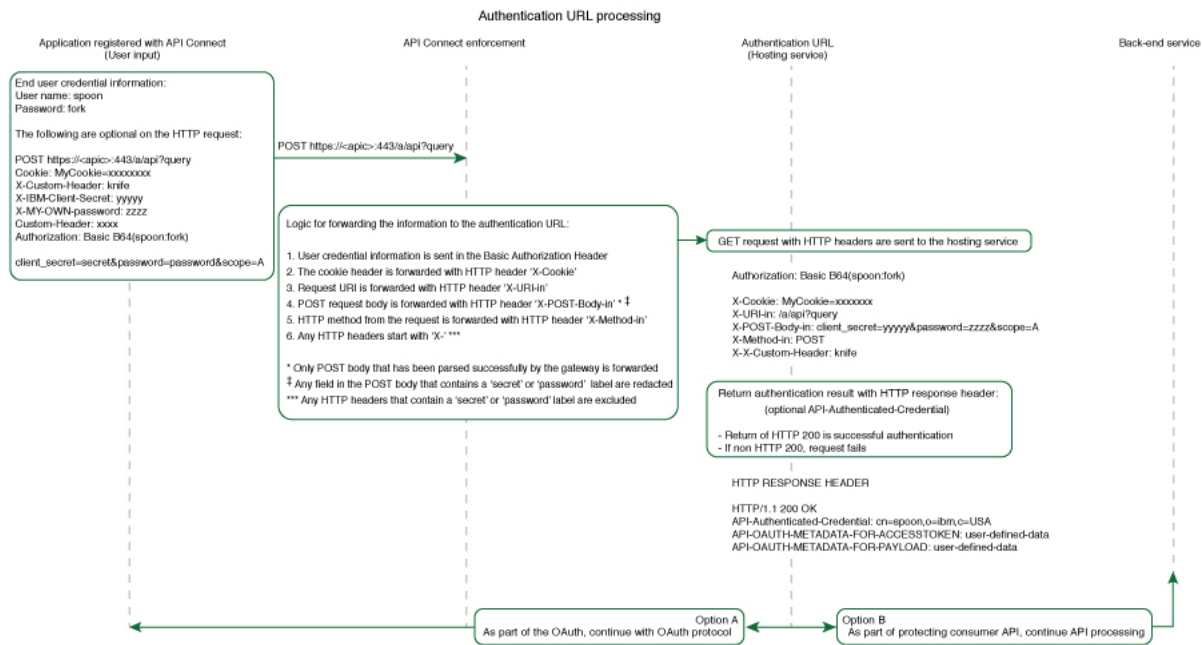 Authentication URL processing
Application registered with API Connect
(User input)
API Connect enforcement
Authentication URL
(Hosting service)
Back-end service
End user credential information:
User name: spoon
Password: fork
The following are optional on the HTTP request:
POST https://<apic>:443/a/api?query
Cookie: MyCookie=xxxxxxxx
X-Custom-Header: knife
X-IBM-Client-Secret: yyyyy
X-MY-OWN-password: zzzz
Custom-Header: xxxx
Authorization: Basic B64(spoon:fork)
client_secret=secret&password=password&scope=A
POST https://<apic>:443/a/api?query
Logic for forwarding the information to the authentication URL:
1. User credential information is sent in the Basic Authorization Header
2. The cookie header is forwarded with HTTP header ‘X-Cookie’
3. Request URI is forwarded with HTTP header ‘X-URI-in’
4. POST request body is forwarded with HTTP header ‘X-POST-Body-in’ * ‡
5. HTTP method from the request is forwarded with HTTP header ‘X-Method-in’
6. Any HTTP headers start with ‘X-’ ***
* Only POST body that has been parsed successfully by the gateway is forwarded
‡ Any field in the POST body that contains a ‘secret’ or ‘password’ label are redacted
*** Any HTTP headers that contain a ‘secret’ or ‘password’ label are excluded
GET request with HTTP headers are sent to the hosting service
Authorization: Basic B64(spoon:fork)
X-Cookie: MyCookie=xxxxxxx
X-URI-in: /a/api?query
X-POST-Body-in: client_secret=yyyyy&password=zzzz&scope=A
X-Method-in: POST
X-X-Custom-Header: knife
Return authentication result with HTTP response header:
(optional API-Authenticated-Credential)
- Return of HTTP 200 is successful authentication
- If non HTTP 200, request fails
HTTP RESPONSE HEADER
HTTP/1.1 200 OK
API-Authenticated-Credential: cn=spoon,o=ibm,c=USA
API-OAUTH-METADATA-FOR-ACCESSTOKEN: user-defined-data
API-OAUTH-METADATA-FOR-PAYLOAD: user-defined-data
Option A
As part of the OAuth, continue with OAuth protocol
Option B
As part of protecting consumer API, continue API processing